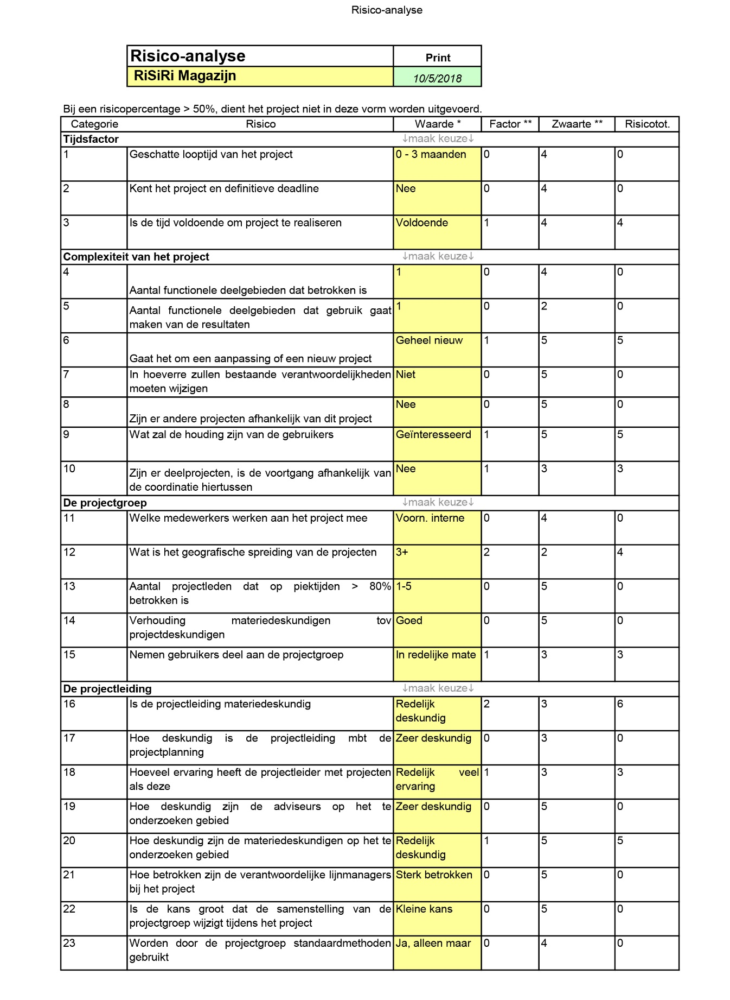 Risico-analyse
Risico-analyse Print
RiSiRi Magazijn 10/5/2018
Bij een risicopercentage > 50%, dient het project niet in deze vorm worden uitgevoerd.
Categorie Risico Waarde * Factor ** Zwaarte ** Risicotot.
Tijdsfactor ↓maak keuze↓
1 Geschatte looptijd van het project 0 - 3 maanden 0 4 0
2 Kent het project en definitieve deadline Nee 0 4 0
3 Is de tijd voldoende om project te realiseren Voldoende 1 4 4
Complexiteit van het project ↓maak keuze↓
4 1 0 4 0
Aantal functionele deelgebieden dat betrokken is
5 Aantal functionele deelgebieden dat gebruik gaat 1 0 2 0
maken van de resultaten
6 Geheel nieuw 1 5 5
Gaat het om een aanpassing of een nieuw project
7 In hoeverre zullen bestaande verantwoordelijkheden Niet 0 5 0
moeten wijzigen
8 Nee 0 5 0
Zijn er andere projecten afhankelijk van dit project
9 Wat zal de houding zijn van de gebruikers Geïnteresseerd 1 5 5
10 Zijn er deelprojecten, is de voortgang afhankelijk van Nee 1 3 3
de coordinatie hiertussen
De projectgroep ↓maak keuze↓
11 Welke medewerkers werken aan het project mee Voorn. interne 0 4 0
12 Wat is het geografische spreiding van de projecten 3+ 2 2 4
13 Aantal projectleden dat op piektijden > 80% 1-5 0 5 0
betrokken is
14 Verhouding materiedeskundigen tov Goed 0 5 0
projectdeskundigen
15 Nemen gebruikers deel aan de projectgroep In redelijke mate 1 3 3
De projectleiding ↓maak keuze↓
16 Is de projectleiding materiedeskundig Redelijk 2 3 6
deskundig
17 Hoe deskundig is de projectleiding mbt de Zeer deskundig 0 3 0
projectplanning
18 Hoeveel ervaring heeft de projectleider met projecten Redelijk veel 1 3 3
als deze ervaring
19 Hoe deskundig zijn de adviseurs op het te Zeer deskundig 0 5 0
onderzoeken gebied
20 Hoe deskundig zijn de materiedeskundigen op het te Redelijk 1 5 5
onderzoeken gebied deskundig
21 Hoe betrokken zijn de verantwoordelijke lijnmanagers Sterk betrokken 0 5 0
bij het project
22 Is de kans groot dat de samenstelling van de Kleine kans 0 5 0
projectgroep wijzigt tijdens het project
23 Worden door de projectgroep standaardmethoden Ja, alleen maar 0 4 0
gebruikt